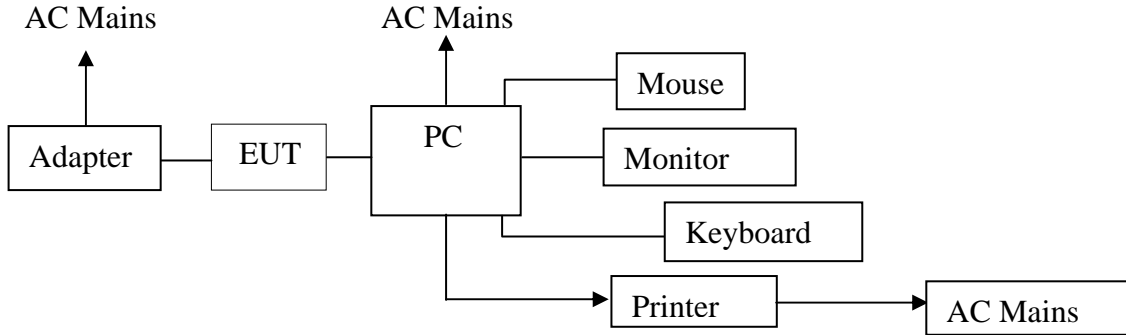 AC Mains
AC Mains
Mouse
Adapter
EUT
PC
Monitor
Keyboard
Printer
AC Mains